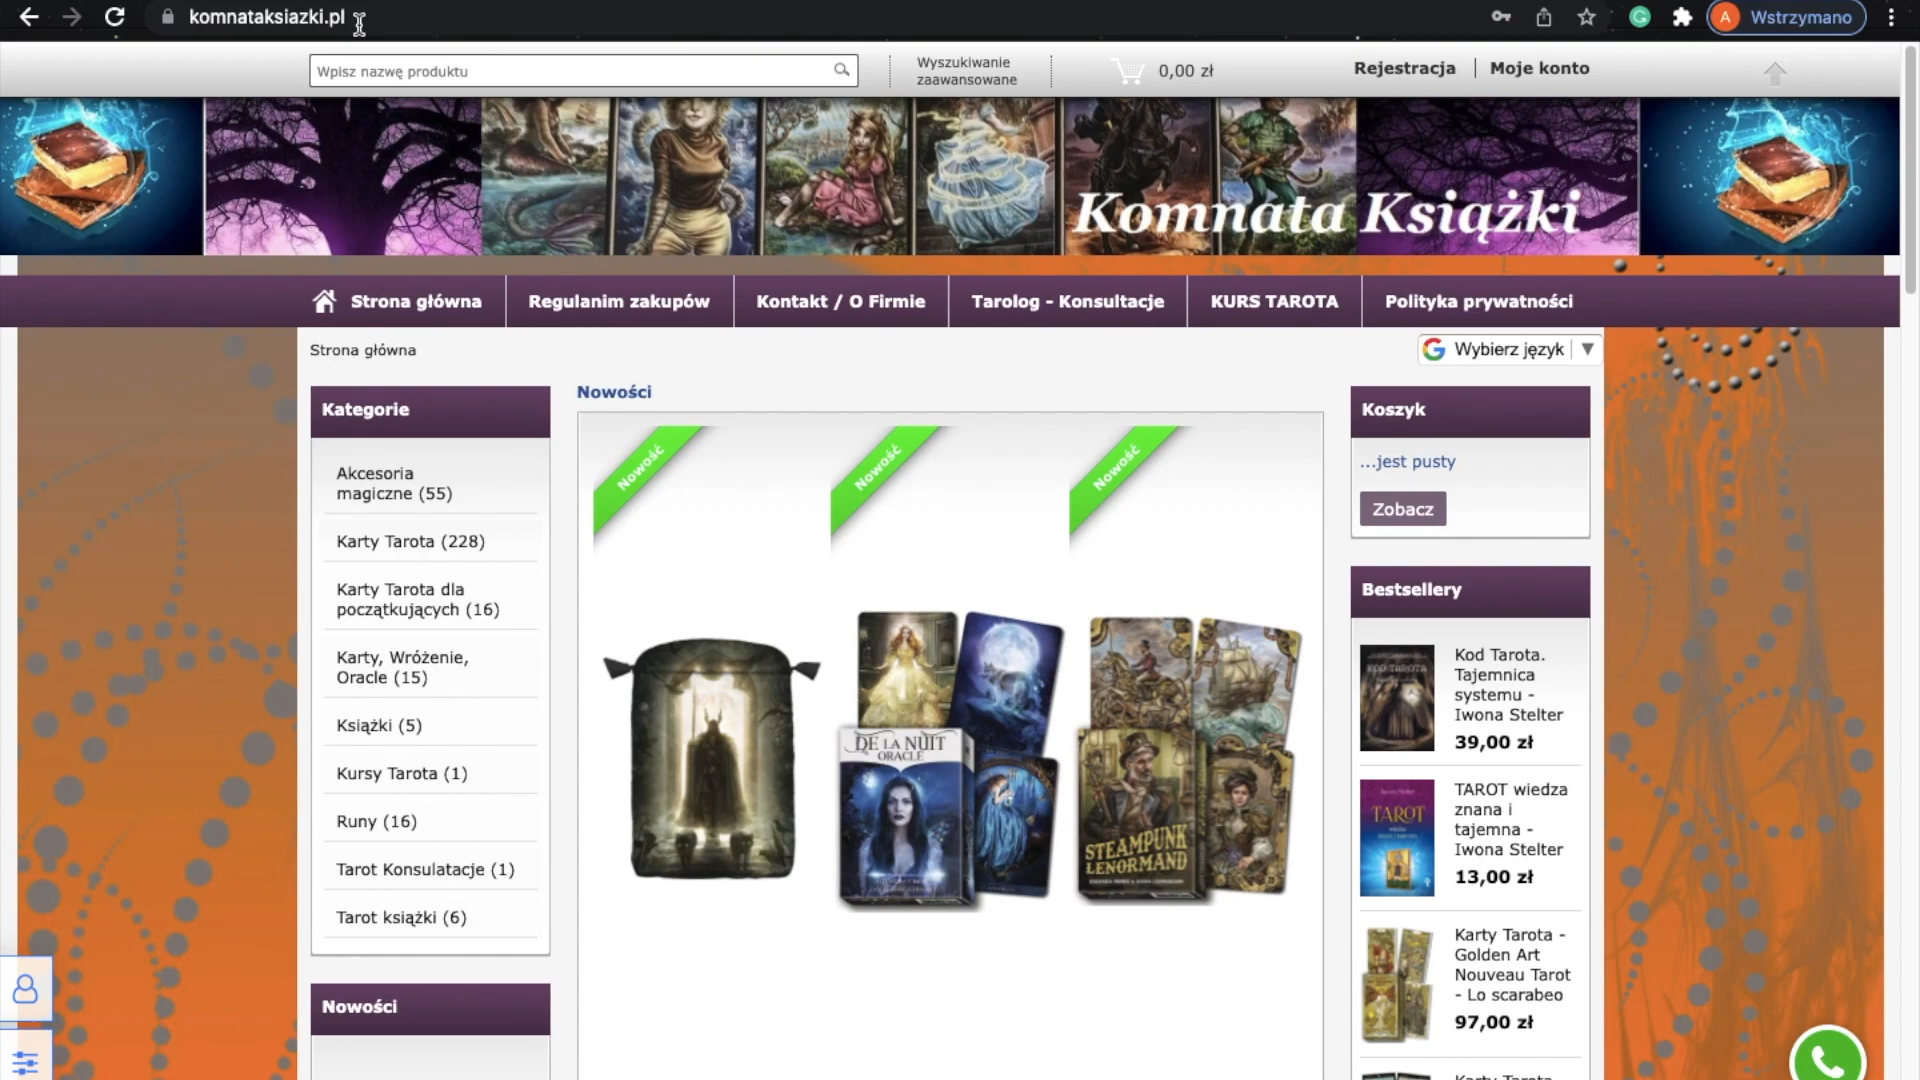 komnataksiazki.pl
A Wstrzymano
Wpisz nazwę produktu
Wyszukiwanie
zaawansowane
0,00 zł
Rejestracja
Moje konto
Komnata Książki
Strona główna
Regulanim zakupów
Kontakt / O Firmie
Tarolog - Konsultacje
KURS TAROTA
Polityka prywatności
Strona główna
G Wybierz język ▼
Kategorie
Akcesoria
magiczne (55)
Karty Tarota (228)
Karty Tarota dla
początkujących (16)
Karty, Wróżenie,
Oracle (15)
Książki (5)
Kursy Tarota (1)
Runy (16)
Tarot Konsulatacje (1)
Tarot książki (6)
Nowości
Nowości
Nowość
Nowość
Nowość
DE LA NUIT
ORACLE
STEAMPUNK
LENORMAND
Koszyk
...jest pusty
Zobacz
Bestsellery
KOD TAROTA
Kod Tarota.
Tajemnica
systemu -
Iwona Stelter
39,00 zł
TAROT
TAROT wiedza
znana i
tajemna -
Iwona Stelter
13,00 zł
Karty Tarota -
Golden Art
Nouveau Tarot
- Lo scarabeo
97,00 zł
Karty Tarota